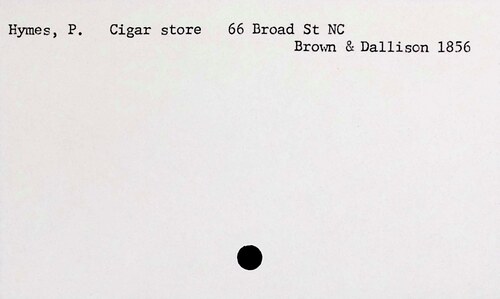 Hymes, P. Cigar store 66 Broad St NC
Brown & Dallison 1856